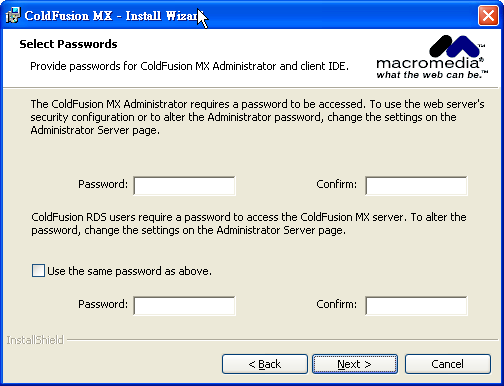 ColdFusion MX - Install Wizard
Select Passwords
Provide passwords for ColdFusion MX Administrator and client IDE.
macromedia™
what the web can be.™
The ColdFusion MX Administrator requires a password to be accessed. To use the web server's
security configuration or to alter the Administrator password, change the settings on the
Administrator Server page.
Password: Confirm:
ColdFusion RDS users require a password to access the ColdFusion MX server. To alter the
password, change the settings on the Administrator Server page.
Use the same password as above.
Password: Confirm:
InstallShield
< Back Next > Cancel